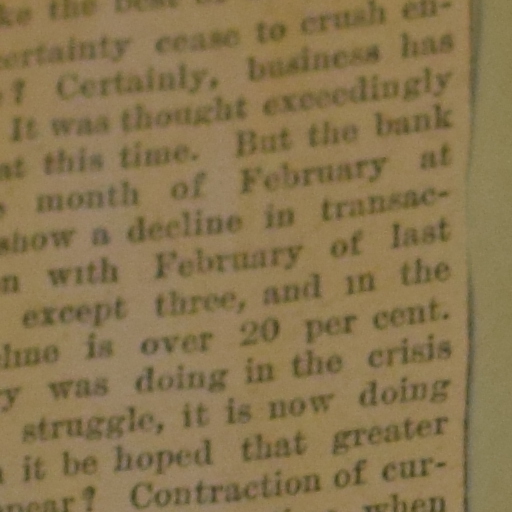 ke the best
certainty cease to crush en-
? Certainly, business has
It was thought exceedingly
at this time. But the bank
month of February at
show a decline in transac-
n with February of last
except three, and in the
cline is over 20 per cent.
y was doing in the crisis
struggle, it is now doing
it be hoped that greater
pear? Contraction of cur-
when